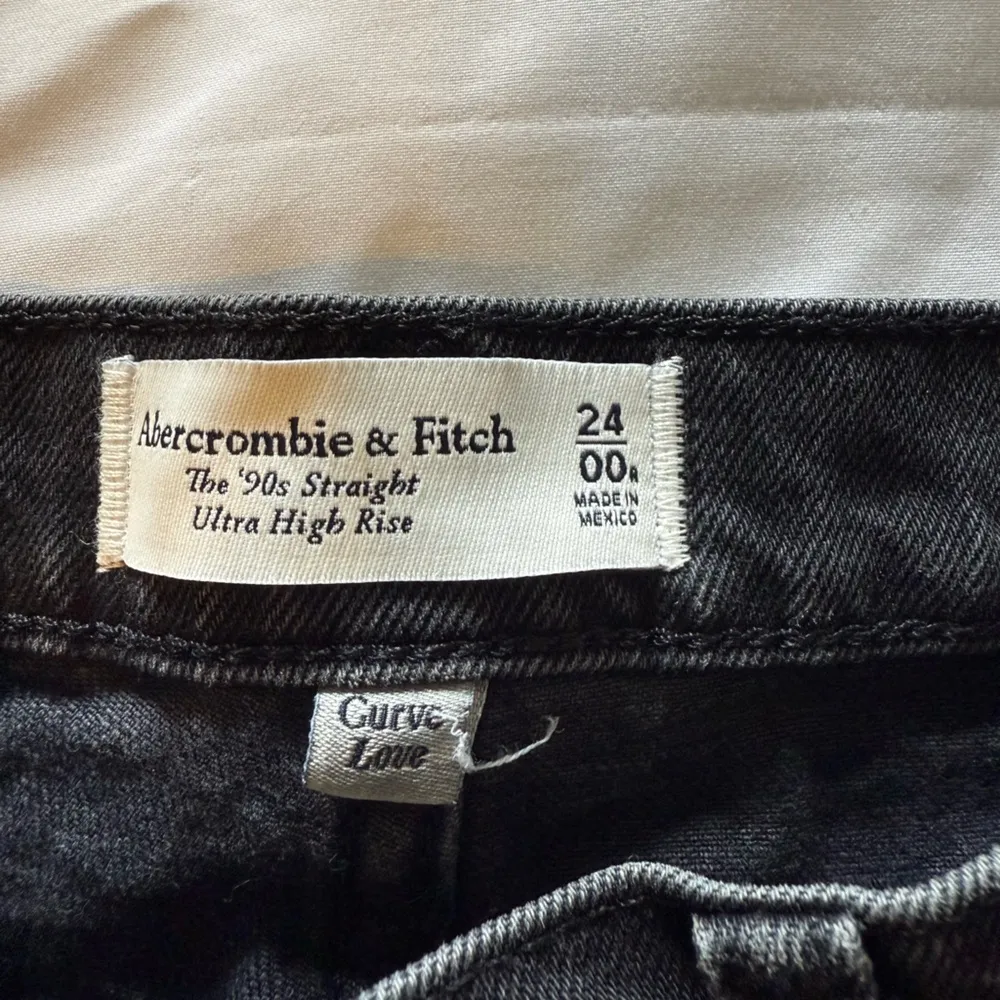 Abercrombie & Fitch
The '90s Straight
Ultra High Rise
24
00R
MADE IN
MEXICO
Curve
Love